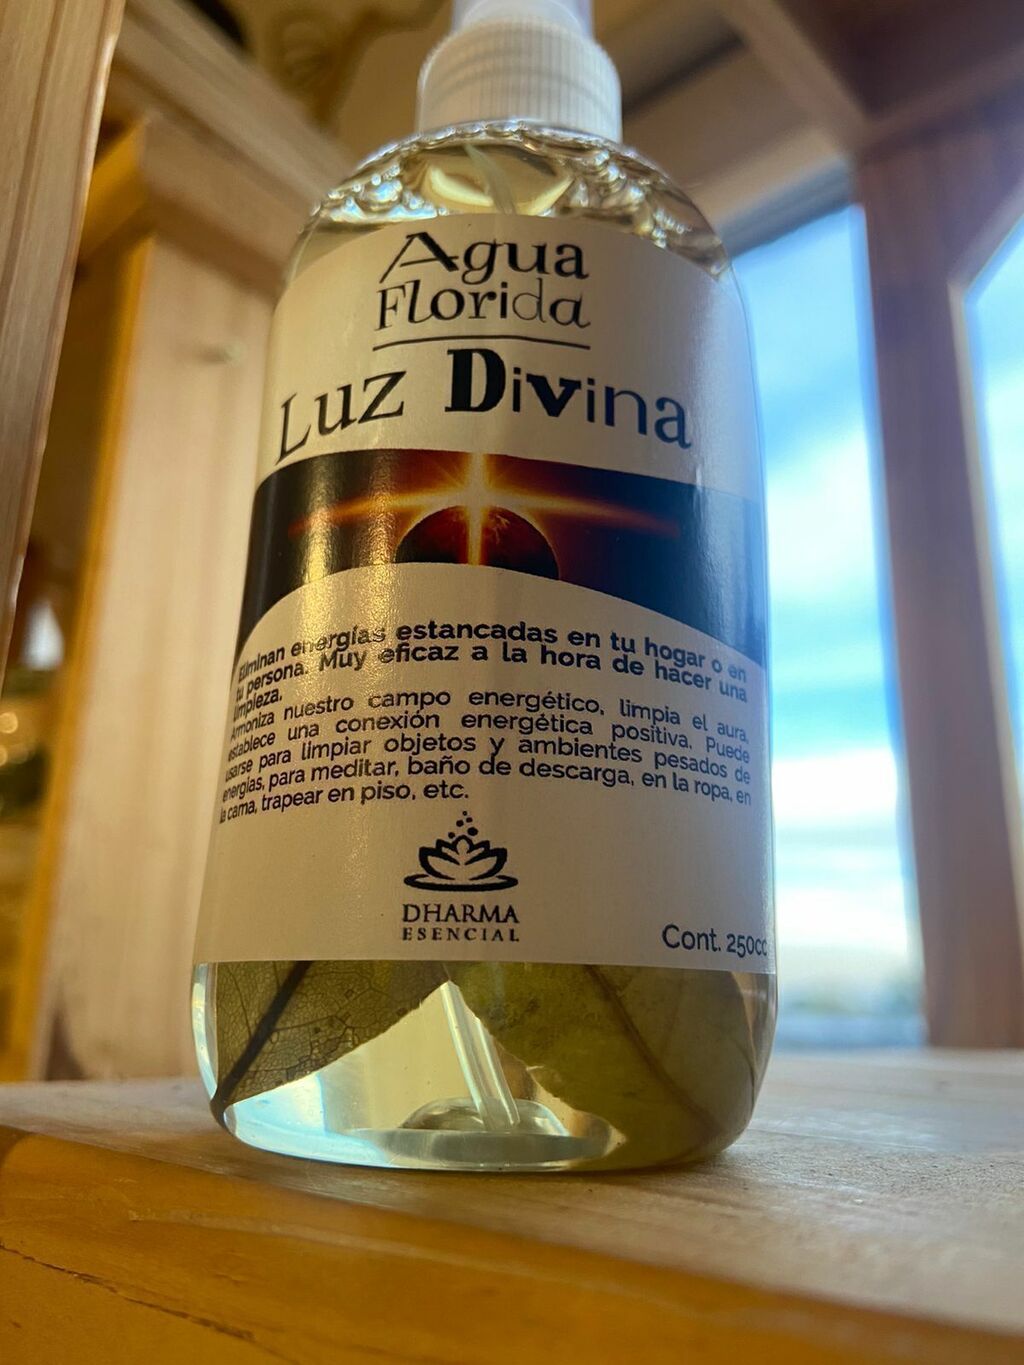 Agua
Florida
Luz Divina
Eliminan energías estancadas en tu hogar o en
tu persona. Muy eficaz a la hora de hacer una
limpieza.
Armoniza nuestro campo energético, limpia el aura,
establece una conexión energética positiva. Puede
usarse para limpiar objetos y ambientes pesados de
energías, para meditar, baño de descarga, en la ropa, en
la cama, trapear en piso, etc.
DHARMA
ESENCIAL
Cont. 250cc